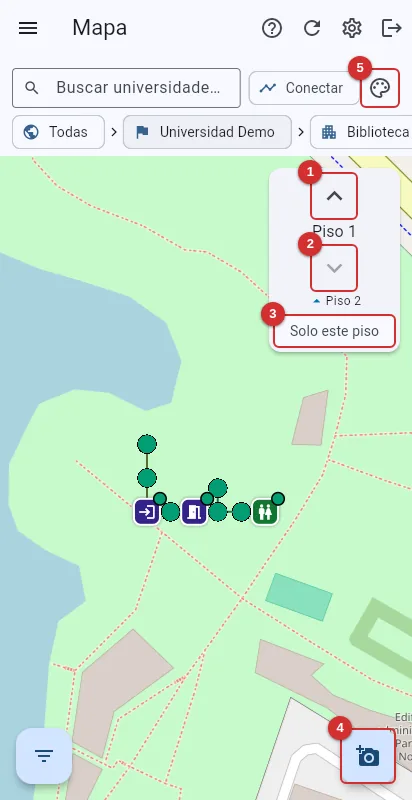 Mapa
Buscar universidade…
Conectar
5
Todas
Universidad Demo
Biblioteca
1
Piso 1
2
Piso 2
3
Solo este piso
4